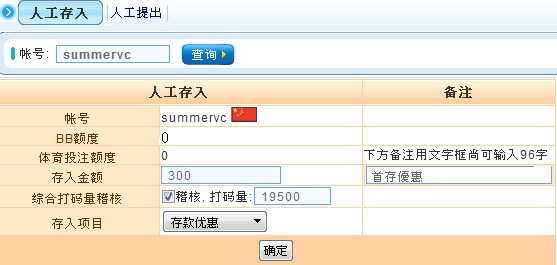 人工存入 人工提出
帐号: summervc 查询
人工存入 备注
帐号 summervc
BB额度 0
体育投注额度 0 下方备注用文字框尚可输入96字
存入金额 300 首存優惠
综合打码量稽核 稽核, 打码量: 19500
存入项目 存款优惠
确定